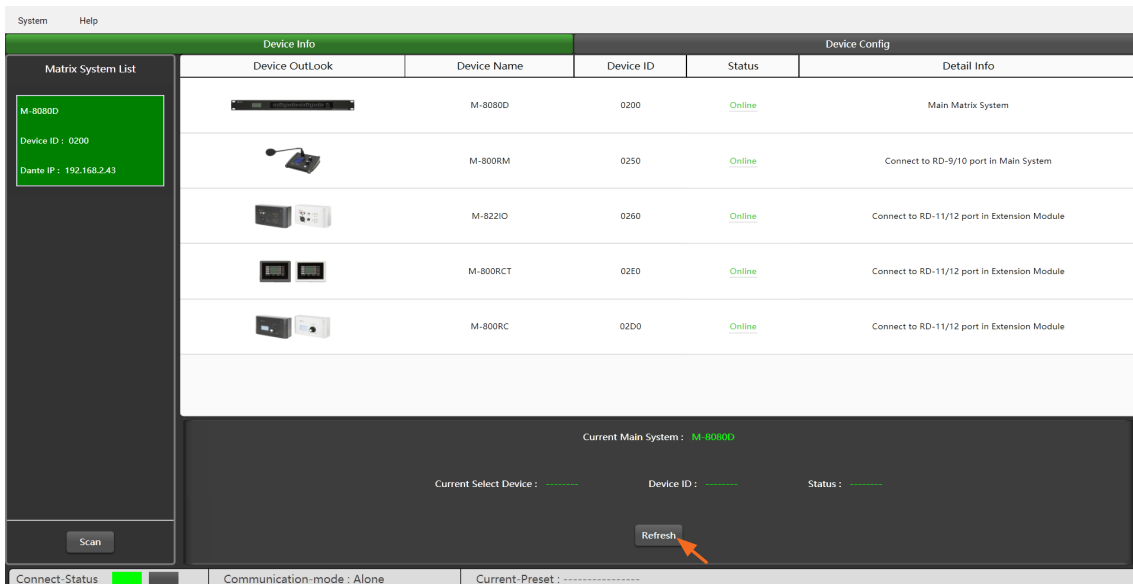 System Help
Device Info Device Config
Matrix System List
Device OutLook Device Name Device ID Status Detail Info
M-8080D
Device ID : 0200
Dante IP : 192.168.2.43
M-8080D 0200 Online Main Matrix System
M-800RM 0250 Online Connect to RD-9/10 port in Main System
M-822IO 0260 Online Connect to RD-11/12 port in Extension Module
M-800RCT 02E0 Online Connect to RD-11/12 port in Extension Module
M-800RC 02D0 Online Connect to RD-11/12 port in Extension Module
Current Main System : M-8080D
Current Select Device : -------- Device ID : -------- Status : --------
Refresh
Scan
Connect-Status Communication-mode : Alone Current-Preset : ----------------